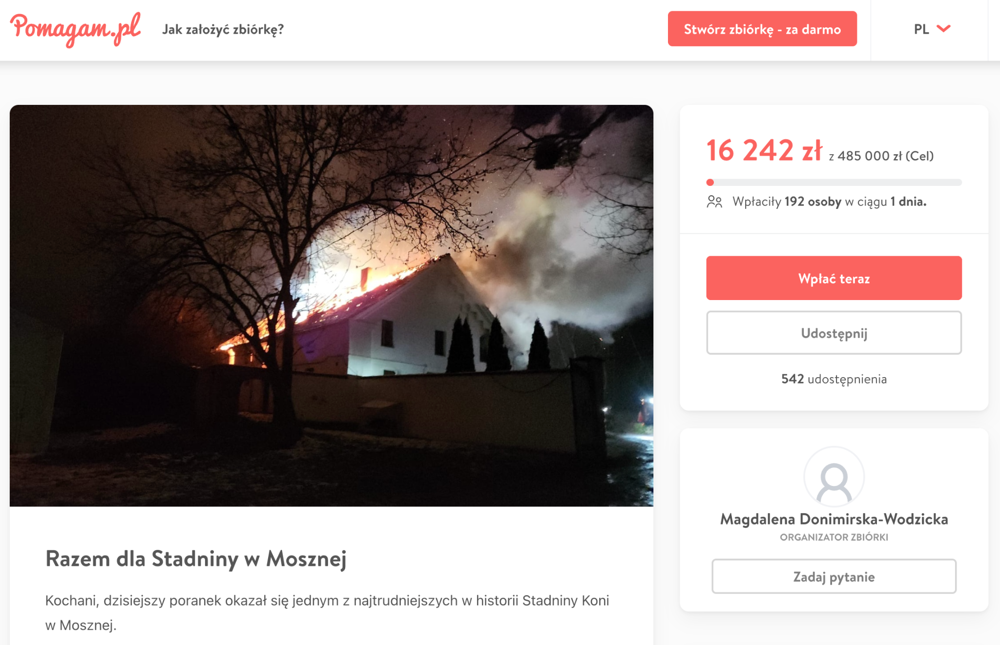 Pomagam.pl
Jak założyć zbiórkę?
Stwórz zbiórkę - za darmo
PL
16 242 zł z 485 000 zł (Cel)
Wpłaciły 192 osoby w ciągu 1 dnia.
Wpłać teraz
Udostępnij
542 udostępnienia
Magdalena Donimirska-Wodzicka
ORGANIZATOR ZBIÓRKI
Zadaj pytanie
Razem dla Stadniny w Mosznej
Kochani, dzisiejszy poranek okazał się jednym z najtrudniejszych w historii Stadniny Koni
w Mosznej.